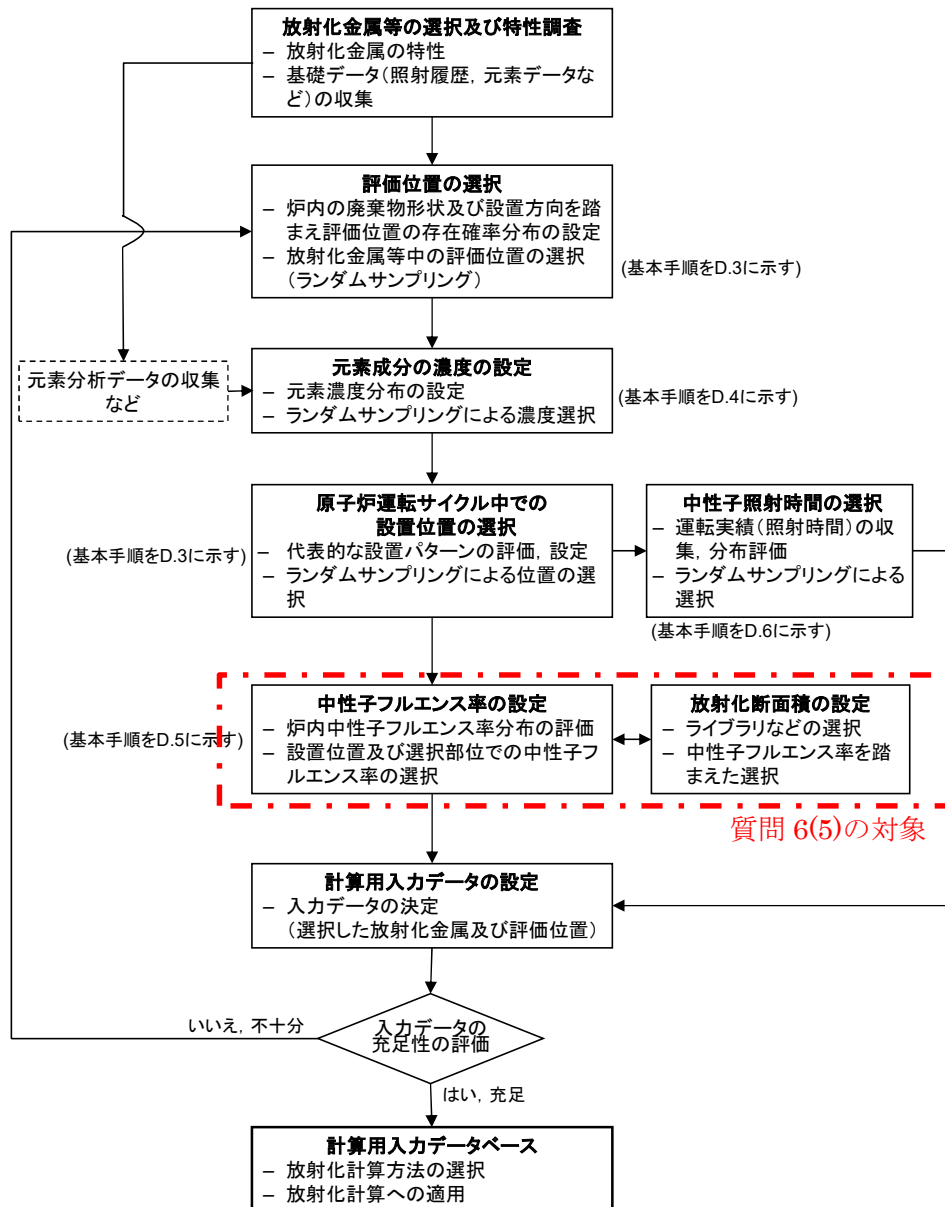 放射化金属等の選択及び特性調査
– 放射化金属の特性
– 基礎データ(照射履歴, 元素データな
ど)の収集
評価位置の選択
– 炉内の廃棄物形状及び設置方向を踏
まえ評価位置の存在確率分布の設定
– 放射化金属等中の評価位置の選択
(ランダムサンプリング)
(基本手順をD.3に示す)
元素分析データの収集
など
元素成分の濃度の設定
– 元素濃度分布の設定
– ランダムサンプリングによる濃度選択
(基本手順をD.4に示す)
原子炉運転サイクル中での
設置位置の選択
– 代表的な設置パターンの評価, 設定
– ランダムサンプリングによる位置の選
択
(基本手順をD.3に示す)
中性子照射時間の選択
– 運転実績(照射時間)の収
集, 分布評価
– ランダムサンプリングによる
選択
(基本手順をD.6に示す)
中性子フルエンス率の設定
– 炉内中性子フルエンス率分布の評価
– 設置位置及び選択部位での中性子フ
ルエンス率の選択
(基本手順をD.5に示す)
放射化断面積の設定
– ライブラリなどの選択
– 中性子フルエンス率を踏
まえた選択
質問 6(5)の対象
計算用入力データの設定
– 入力データの決定
(選択した放射化金属及び評価位置)
いいえ, 不十分
入力データの
充足性の評価
はい, 充足
計算用入力データベース
– 放射化計算方法の選択
– 放射化計算への適用